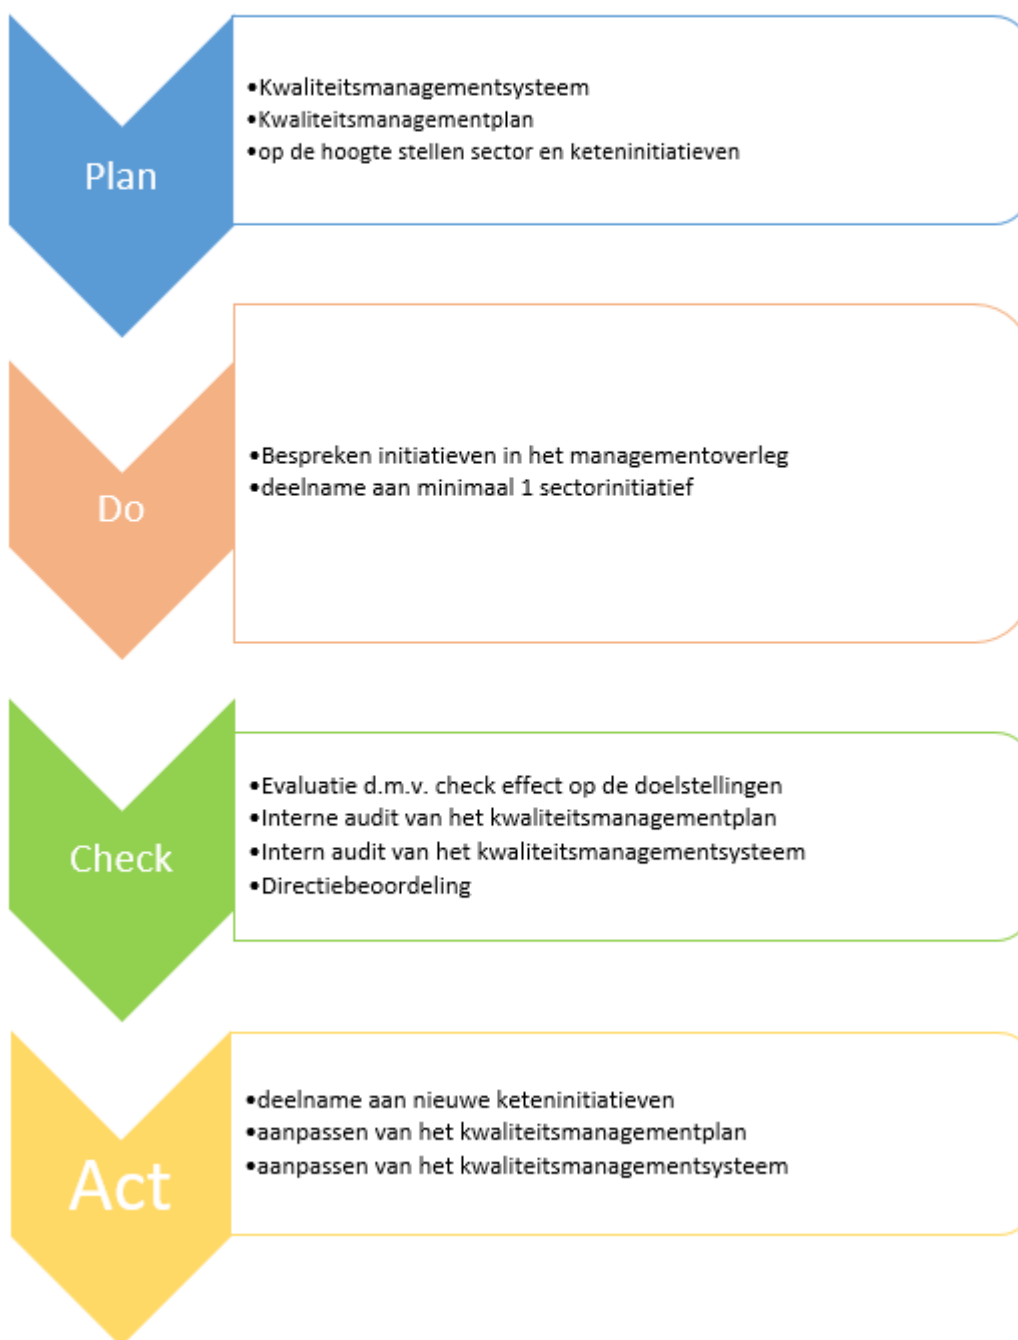 Plan
•Kwaliteitsmanagementsysteem
•Kwaliteitsmanagementplan
•op de hoogte stellen sector en keteninitiatieven
Do
•Bespreken initiatieven in het managementoverleg
•deelname aan minimaal 1 sectorinitiatief
Check
•Evaluatie d.m.v. check effect op de doelstellingen
•Interne audit van het kwaliteitsmanagementplan
•Intern audit van het kwaliteitsmanagementsysteem
•Directiebeoordeling
Act
•deelname aan nieuwe keteninitiatieven
•aanpassen van het kwaliteitsmanagementplan
•aanpassen van het kwaliteitsmanagementsysteem